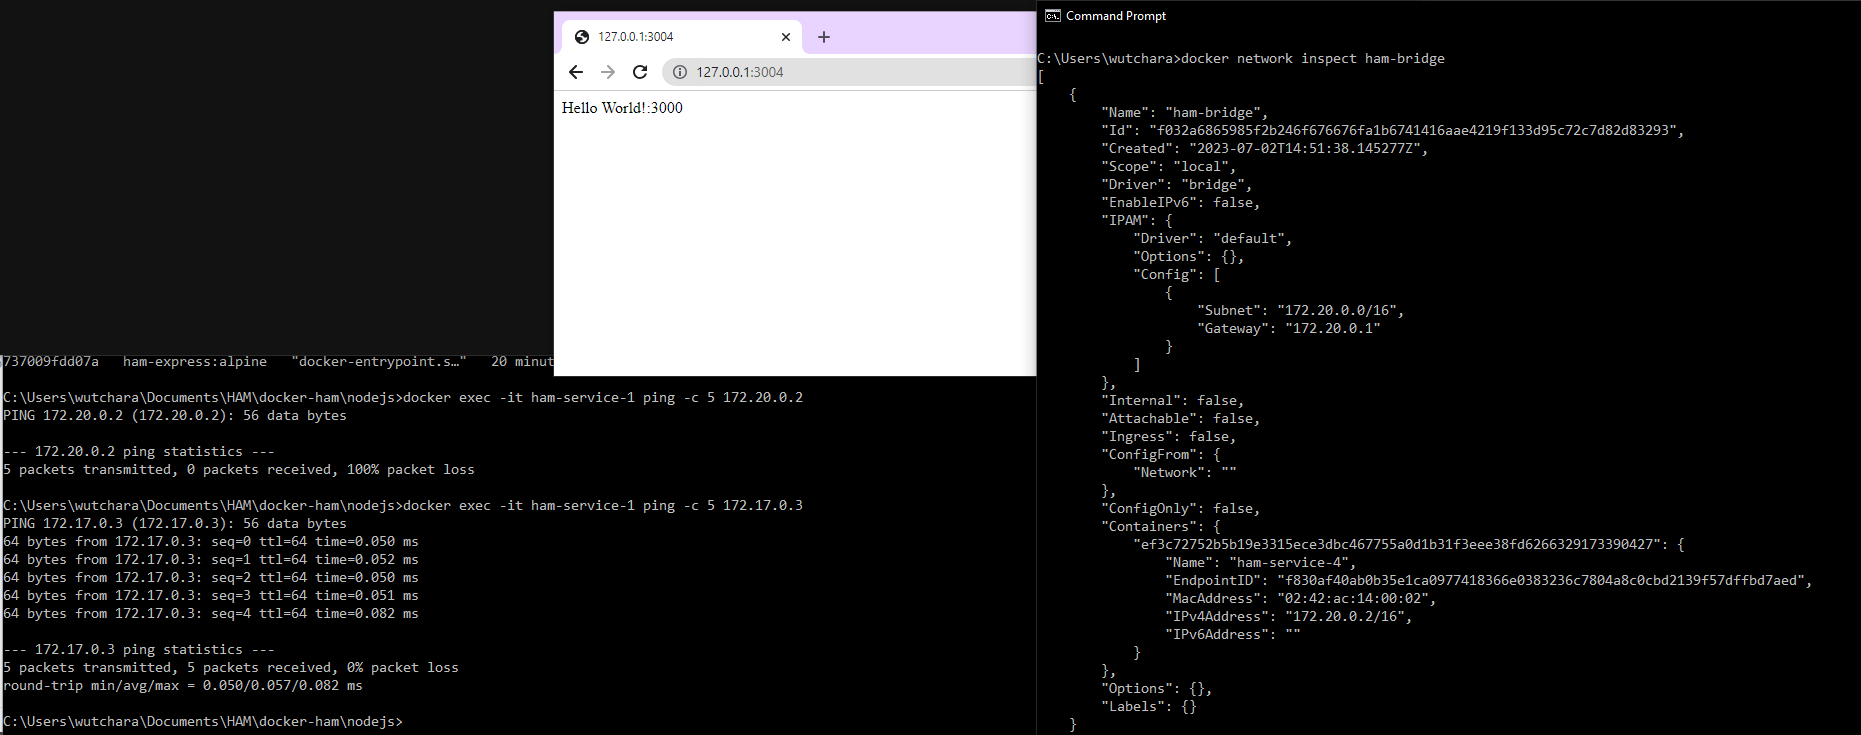 127.0.0.1:3004
127.0.0.1:3004
Hello World!:3000
737009fdd07a   ham-express:alpine   "docker-entrypoint.s…"   20 minut
C:\Users\wutchara\Documents\HAM\docker-ham\nodejs>docker exec -it ham-service-1 ping -c 5 172.20.0.2
PING 172.20.0.2 (172.20.0.2): 56 data bytes
--- 172.20.0.2 ping statistics ---
5 packets transmitted, 0 packets received, 100% packet loss
C:\Users\wutchara\Documents\HAM\docker-ham\nodejs>docker exec -it ham-service-1 ping -c 5 172.17.0.3
PING 172.17.0.3 (172.17.0.3): 56 data bytes
64 bytes from 172.17.0.3: seq=0 ttl=64 time=0.050 ms
64 bytes from 172.17.0.3: seq=1 ttl=64 time=0.052 ms
64 bytes from 172.17.0.3: seq=2 ttl=64 time=0.050 ms
64 bytes from 172.17.0.3: seq=3 ttl=64 time=0.051 ms
64 bytes from 172.17.0.3: seq=4 ttl=64 time=0.082 ms
--- 172.17.0.3 ping statistics ---
5 packets transmitted, 5 packets received, 0% packet loss
round-trip min/avg/max = 0.050/0.057/0.082 ms
C:\Users\wutchara\Documents\HAM\docker-ham\nodejs>
Command Prompt
C:\Users\wutchara>docker network inspect ham-bridge
[
    {
        "Name": "ham-bridge",
        "Id": "f032a6865985f2b246f676676fa1b6741416aae4219f133d95c72c7d82d83293",
        "Created": "2023-07-02T14:51:38.145277Z",
        "Scope": "local",
        "Driver": "bridge",
        "EnableIPv6": false,
        "IPAM": {
            "Driver": "default",
            "Options": {},
            "Config": [
                {
                    "Subnet": "172.20.0.0/16",
                    "Gateway": "172.20.0.1"
                }
            ]
        },
        "Internal": false,
        "Attachable": false,
        "Ingress": false,
        "ConfigFrom": {
            "Network": ""
        },
        "ConfigOnly": false,
        "Containers": {
            "ef3c72752b5b19e3315ece3dbc467755a0d1b31f3eee38fd6266329173390427": {
                "Name": "ham-service-4",
                "EndpointID": "f830af40ab0b35e1ca0977418366e0383236c7804a8c0cbd2139f57dffbd7aed",
                "MacAddress": "02:42:ac:14:00:02",
                "IPv4Address": "172.20.0.2/16",
                "IPv6Address": ""
            }
        },
        "Options": {},
        "Labels": {}
    }